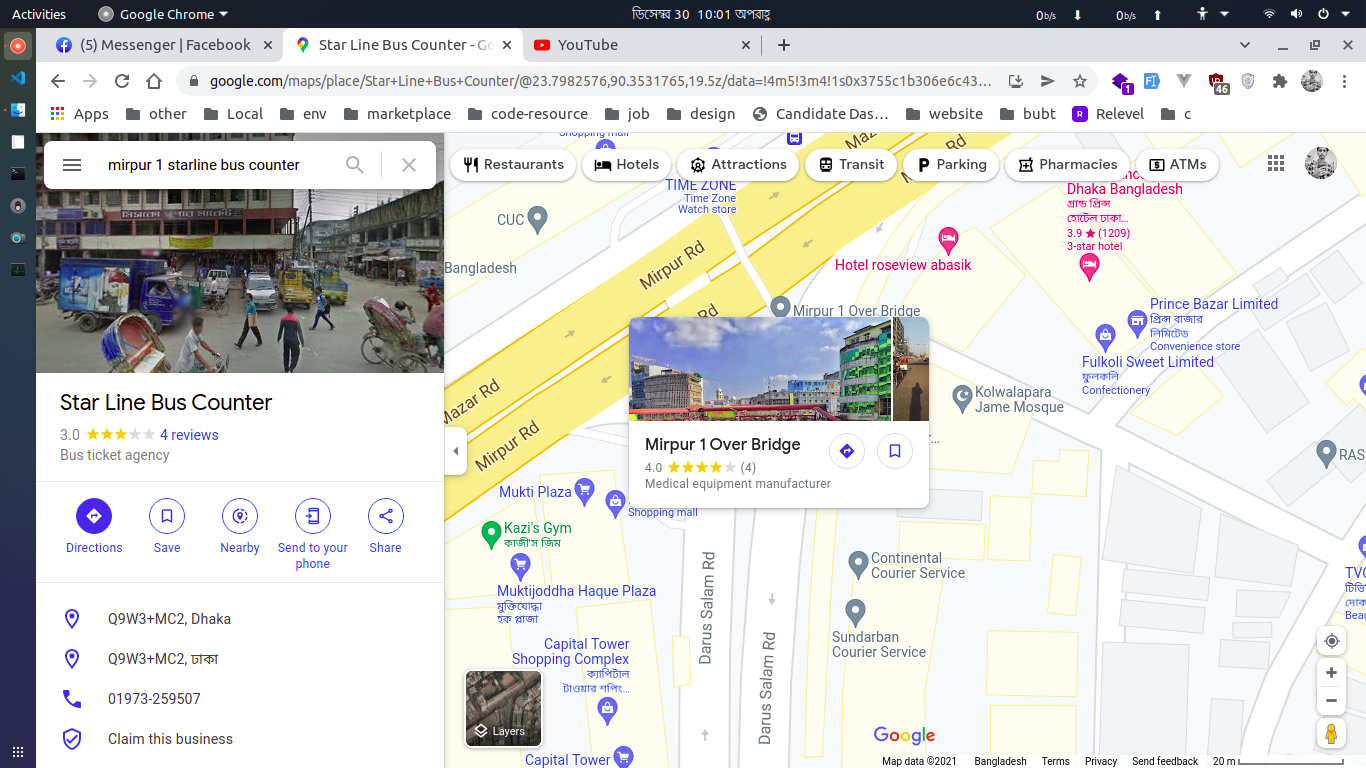 Activities
Google Chrome
ডিসেম্বর 30 10:01 অপরাহ্ণ
0b/s
0b/s
(5) Messenger | Facebook
Star Line Bus Counter - Go
YouTube
google.com/maps/place/Star+Line+Bus+Counter/@23.7982576,90.3531765,19.5z/data=!4m5!3m4!1s0x3755c1b306e6c43…
1
46
Apps
other
Local
env
marketplace
code-resource
job
design
Candidate Das…
website
bubt
Relevel
c
mirpur 1 starline bus counter
Restaurants
Hotels
Attractions
Transit
Parking
Pharmacies
ATMs
Star Line Bus Counter
3.0
4 reviews
Bus ticket agency
Directions
Save
Nearby
Send to your
phone
Share
Q9W3+MC2, Dhaka
Q9W3+MC2, ঢাকা
01973-259507
Claim this business
Shopping mall
TIME ZONE
Time Zone
Watch store
CUC
Bangladesh
Mirpur Rd
Rd
Rd
Mazar Rd
Mirpur Rd
Dhaka Bangladesh
গ্রান্ড প্রিন্স
হোটেল ঢাকা…
3.9 (1209)
3-star hotel
Hotel roseview abasik
Mirpur 1 Over Bridge
Prince Bazar Limited
প্রিন্স বাজার
লিমিটেড
Convenience store
Fulkoli Sweet Limited
ফুলকলি
Confectionery
Kolwalapara
Jame Mosque
RAS
Mirpur 1 Over Bridge
4.0
(4)
Medical equipment manufacturer
Mukti Plaza
Shopping mall
Kazi's Gym
কাজী'স জিম
Muktijoddha Haque Plaza
মুক্তিযোদ্ধা
হক প্লাজা
Capital Tower
Shopping Complex
ক্যাপিটাল
টাওয়ার শপিং…
Capital Tower
Darus Salam Rd
Darus Salam Rd
Continental
Courier Service
Sundarban
Courier Service
TVC
টিভি
দোক
Beau
Layers
Google
Map data ©2021
Bangladesh
Terms
Privacy
Send feedback
20 m